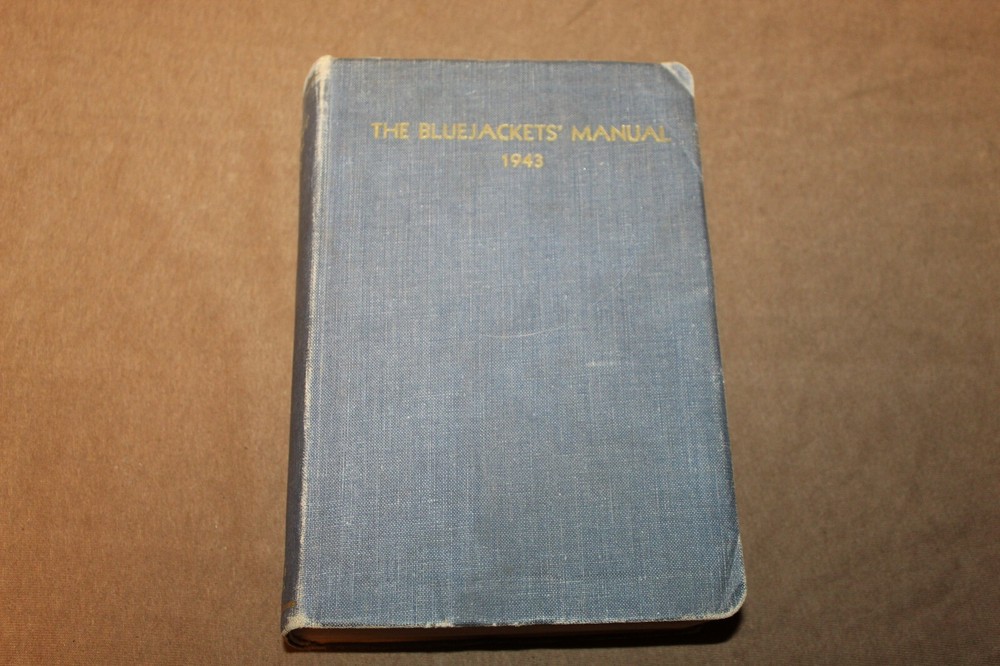 THE BLUEJACKETS' MANUAL
1943